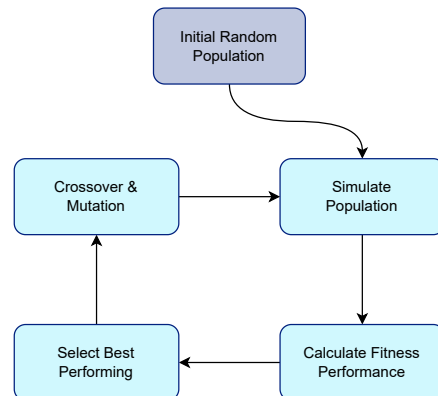 Initial Random
Population
Crossover &
Mutation
Simulate
Population
Select Best
Performing
Calculate Fitness
Performance